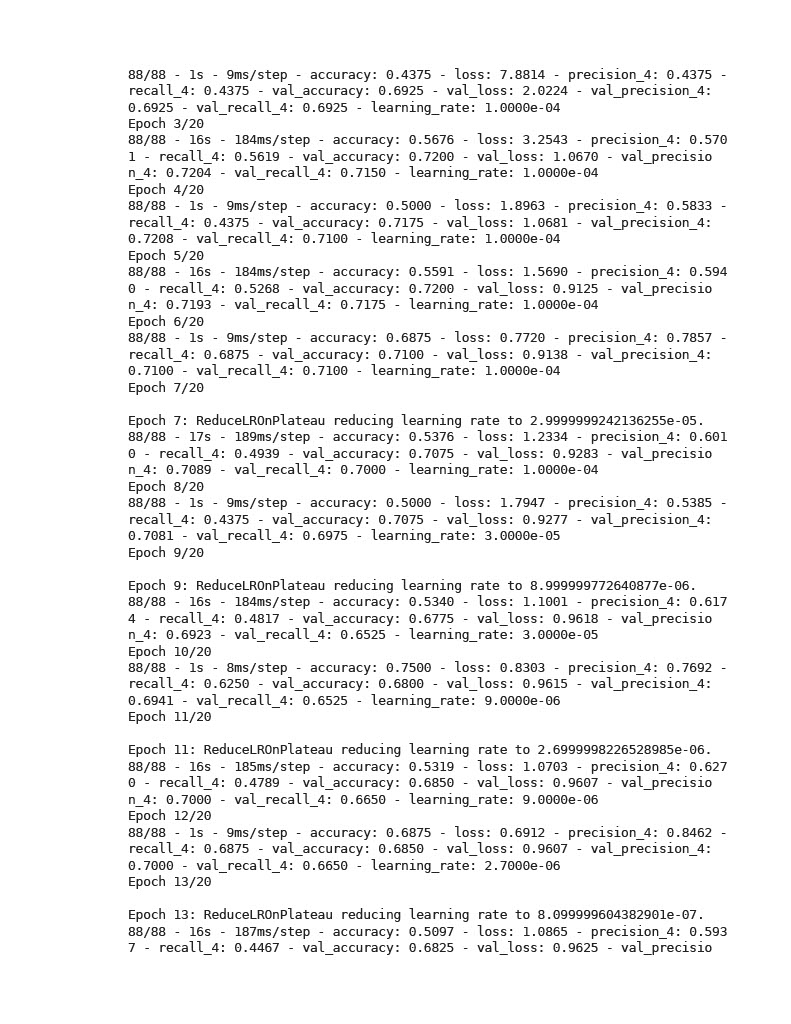 88/88 - 1s - 9ms/step - accuracy: 0.4375 - loss: 7.8814 - precision_4: 0.4375 -
recall_4: 0.4375 - val_accuracy: 0.6925 - val_loss: 2.0224 - val_precision_4:
0.6925 - val_recall_4: 0.6925 - learning_rate: 1.0000e-04
Epoch 3/20
88/88 - 16s - 184ms/step - accuracy: 0.5676 - loss: 3.2543 - precision_4: 0.570
1 - recall_4: 0.5619 - val_accuracy: 0.7200 - val_loss: 1.0670 - val_precisio
n_4: 0.7204 - val_recall_4: 0.7150 - learning_rate: 1.0000e-04
Epoch 4/20
88/88 - 1s - 9ms/step - accuracy: 0.5000 - loss: 1.8963 - precision_4: 0.5833 -
recall_4: 0.4375 - val_accuracy: 0.7175 - val_loss: 1.0681 - val_precision_4:
0.7208 - val_recall_4: 0.7100 - learning_rate: 1.0000e-04
Epoch 5/20
88/88 - 16s - 184ms/step - accuracy: 0.5591 - loss: 1.5690 - precision_4: 0.594
0 - recall_4: 0.5268 - val_accuracy: 0.7200 - val_loss: 0.9125 - val_precisio
n_4: 0.7193 - val_recall_4: 0.7175 - learning_rate: 1.0000e-04
Epoch 6/20
88/88 - 1s - 9ms/step - accuracy: 0.6875 - loss: 0.7720 - precision_4: 0.7857 -
recall_4: 0.6875 - val_accuracy: 0.7100 - val_loss: 0.9138 - val_precision_4:
0.7100 - val_recall_4: 0.7100 - learning_rate: 1.0000e-04
Epoch 7/20
Epoch 7: ReduceLROnPlateau reducing learning rate to 2.9999999242136255e-05.
88/88 - 17s - 189ms/step - accuracy: 0.5376 - loss: 1.2334 - precision_4: 0.601
0 - recall_4: 0.4939 - val_accuracy: 0.7075 - val_loss: 0.9283 - val_precisio
n_4: 0.7089 - val_recall_4: 0.7000 - learning_rate: 1.0000e-04
Epoch 8/20
88/88 - 1s - 9ms/step - accuracy: 0.5000 - loss: 1.7947 - precision_4: 0.5385 -
recall_4: 0.4375 - val_accuracy: 0.7075 - val_loss: 0.9277 - val_precision_4:
0.7081 - val_recall_4: 0.6975 - learning_rate: 3.0000e-05
Epoch 9/20
Epoch 9: ReduceLROnPlateau reducing learning rate to 8.999999772640877e-06.
88/88 - 16s - 184ms/step - accuracy: 0.5340 - loss: 1.1001 - precision_4: 0.617
4 - recall_4: 0.4817 - val_accuracy: 0.6775 - val_loss: 0.9618 - val_precisio
n_4: 0.6923 - val_recall_4: 0.6525 - learning_rate: 3.0000e-05
Epoch 10/20
88/88 - 1s - 8ms/step - accuracy: 0.7500 - loss: 0.8303 - precision_4: 0.7692 -
recall_4: 0.6250 - val_accuracy: 0.6800 - val_loss: 0.9615 - val_precision_4:
0.6941 - val_recall_4: 0.6525 - learning_rate: 9.0000e-06
Epoch 11/20
Epoch 11: ReduceLROnPlateau reducing learning rate to 2.6999998226528985e-06.
88/88 - 16s - 185ms/step - accuracy: 0.5319 - loss: 1.0703 - precision_4: 0.627
0 - recall_4: 0.4789 - val_accuracy: 0.6850 - val_loss: 0.9607 - val_precisio
n_4: 0.7000 - val_recall_4: 0.6650 - learning_rate: 9.0000e-06
Epoch 12/20
88/88 - 1s - 9ms/step - accuracy: 0.6875 - loss: 0.6912 - precision_4: 0.8462 -
recall_4: 0.6875 - val_accuracy: 0.6850 - val_loss: 0.9607 - val_precision_4:
0.7000 - val_recall_4: 0.6650 - learning_rate: 2.7000e-06
Epoch 13/20
Epoch 13: ReduceLROnPlateau reducing learning rate to 8.099999604382901e-07.
88/88 - 16s - 187ms/step - accuracy: 0.5097 - loss: 1.0865 - precision_4: 0.593
7 - recall_4: 0.4467 - val_accuracy: 0.6825 - val_loss: 0.9625 - val_precisio